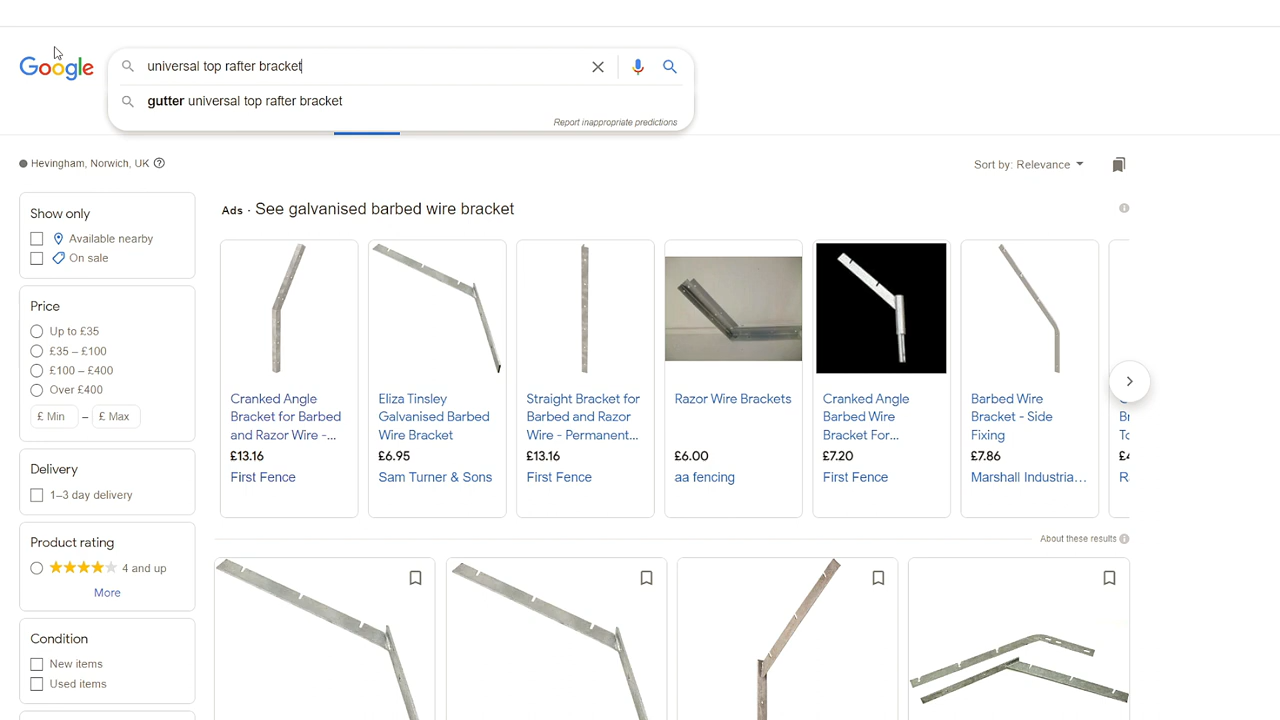 Google
universal top rafter bracket
gutter universal top rafter bracket
Report inappropriate predictions
Hevingham, Norwich, UK
Sort by: Relevance
Show only
Available nearby
On sale
Price
Up to £35
£35 – £100
£100 – £400
Over £400
£ Min – £ Max
Delivery
1–3 day delivery
Product rating
4 and up
More
Condition
New items
Used items
Ads · See galvanised barbed wire bracket
Cranked Angle
Bracket for Barbed
and Razor Wire -...
£13.16
First Fence
Eliza Tinsley
Galvanised Barbed
Wire Bracket
£6.95
Sam Turner & Sons
Straight Bracket for
Barbed and Razor
Wire - Permanent...
£13.16
First Fence
Razor Wire Brackets
£6.00
aa fencing
Cranked Angle
Barbed Wire
Bracket For...
£7.20
First Fence
Barbed Wire
Bracket - Side
Fixing
£7.86
Marshall Industria...
About these results